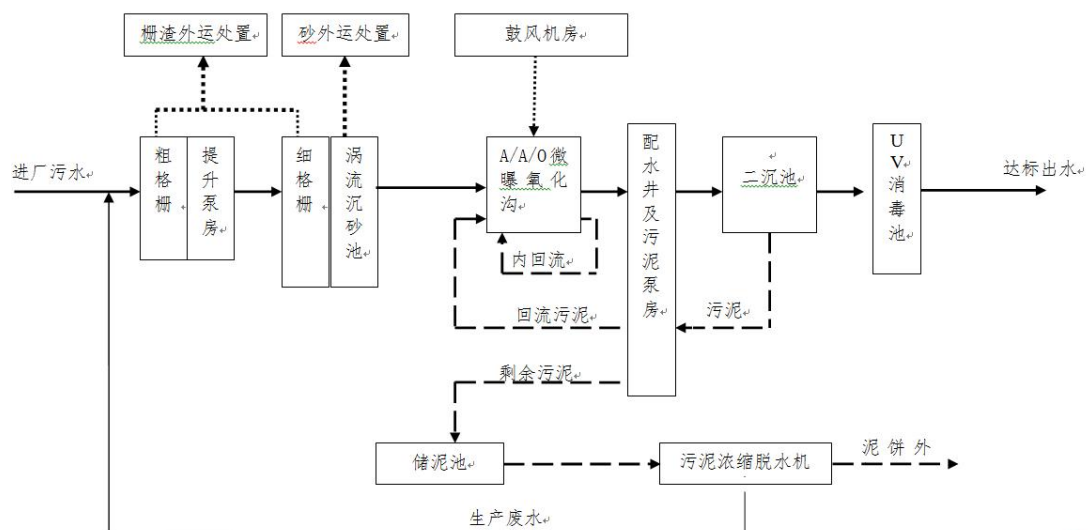 栅渣外运处置
砂外运处置
鼓风机房
进厂污水
粗格栅
提升泵房
细格栅
涡流沉砂池
A/A/O微
曝氧化
沟
配水井及污泥泵房
二沉池
UV消毒池
达标出水
内回流
回流污泥
污泥
剩余污泥
储泥池
污泥浓缩脱水机
泥饼外
生产废水